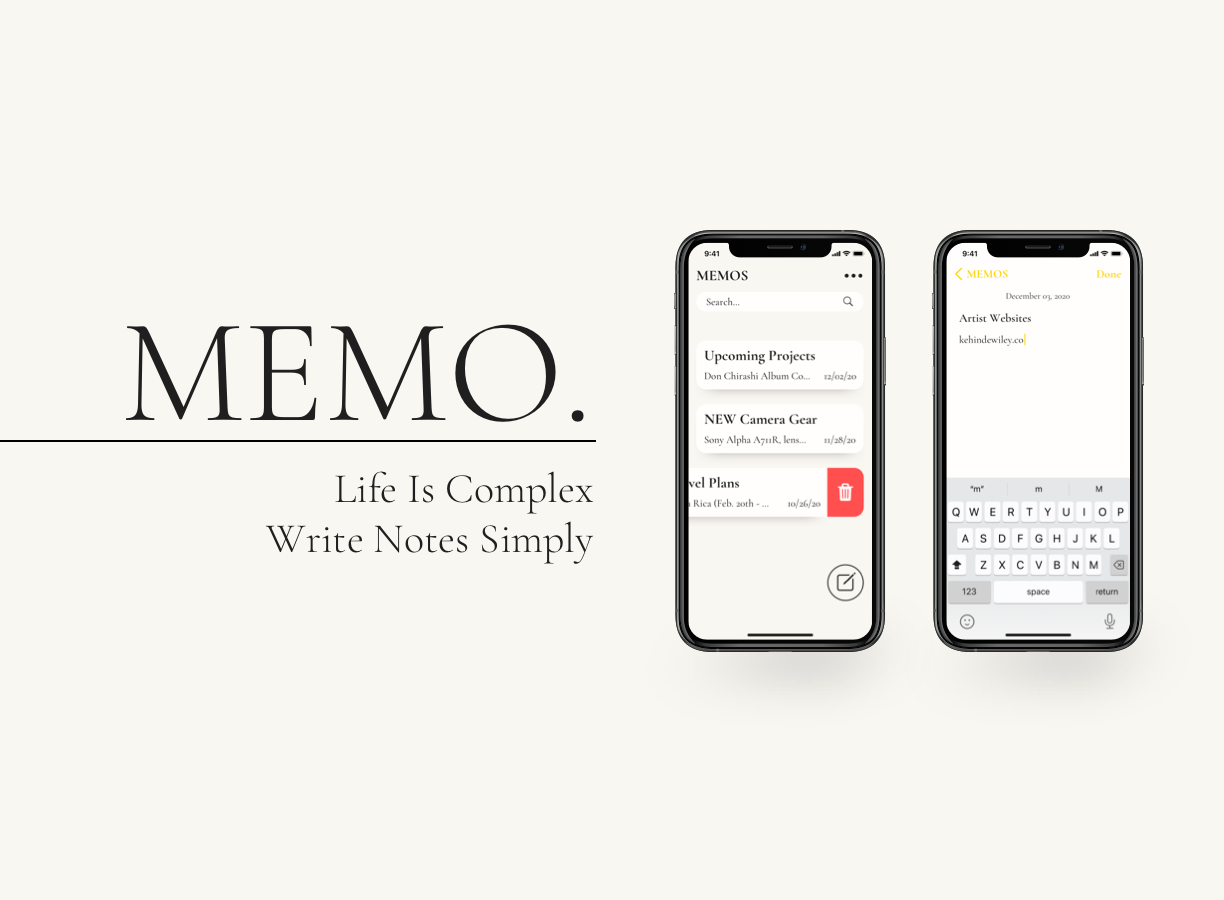 MEMO.
Life Is Complex
Write Notes Simply
9:41
MEMOS
Search...
Upcoming Projects
Don Chirashi Album Co... 12/02/20
NEW Camera Gear
Sony Alpha A711R, lens... 11/28/20
vel Plans
Rica (Feb. 20th - ... 10/26/20
9:41
MEMOS Done
December 03, 2020
Artist Websites
kehindewiley.co
"m" m M
Q W E R T Y U I O P
A S D F G H J K L
Z X C V B N M
123 space return